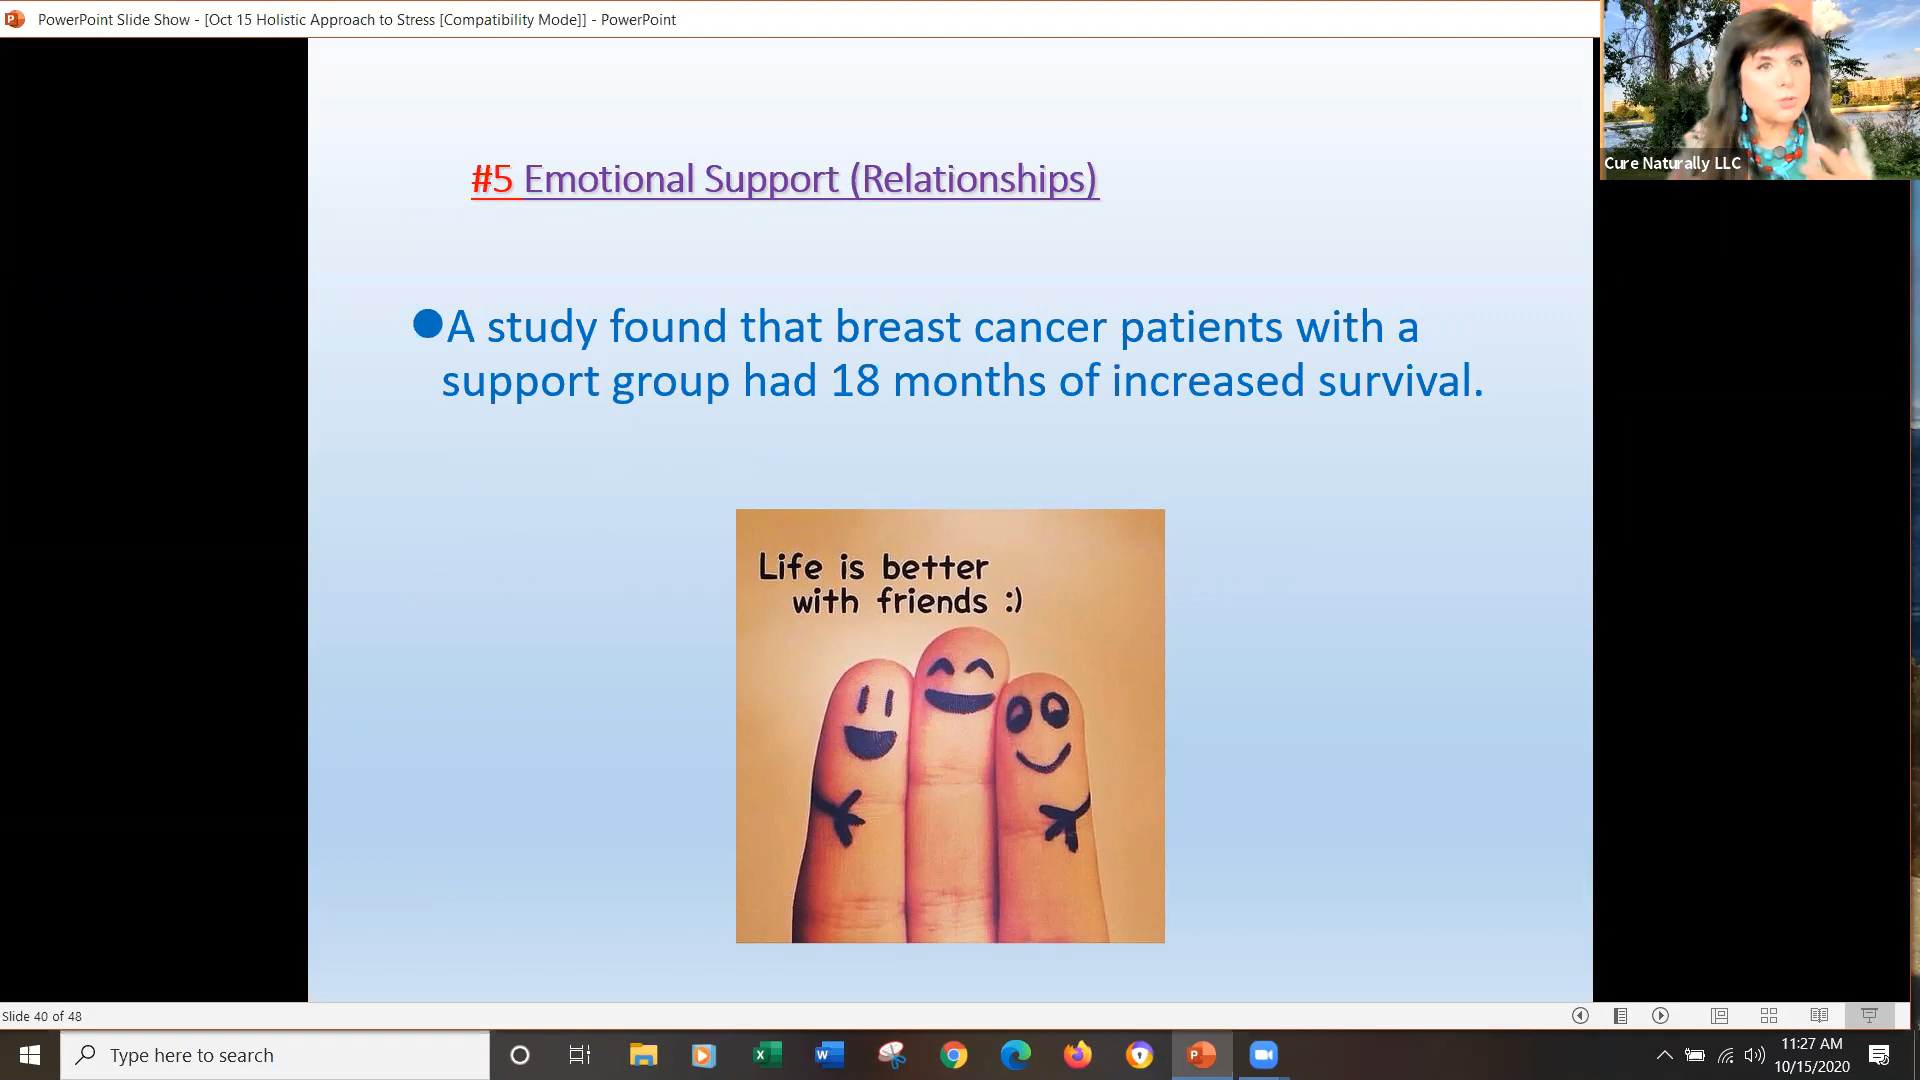 PowerPoint Slide Show - [Oct 15 Holistic Approach to Stress [Compatibility Mode]] - PowerPoint
Cure Naturally LLC
#5 Emotional Support (Relationships)
A study found that breast cancer patients with a
support group had 18 months of increased survival.
Life is better
with friends :)
Slide 40 of 48
Type here to search
11:27 AM
10/15/2020